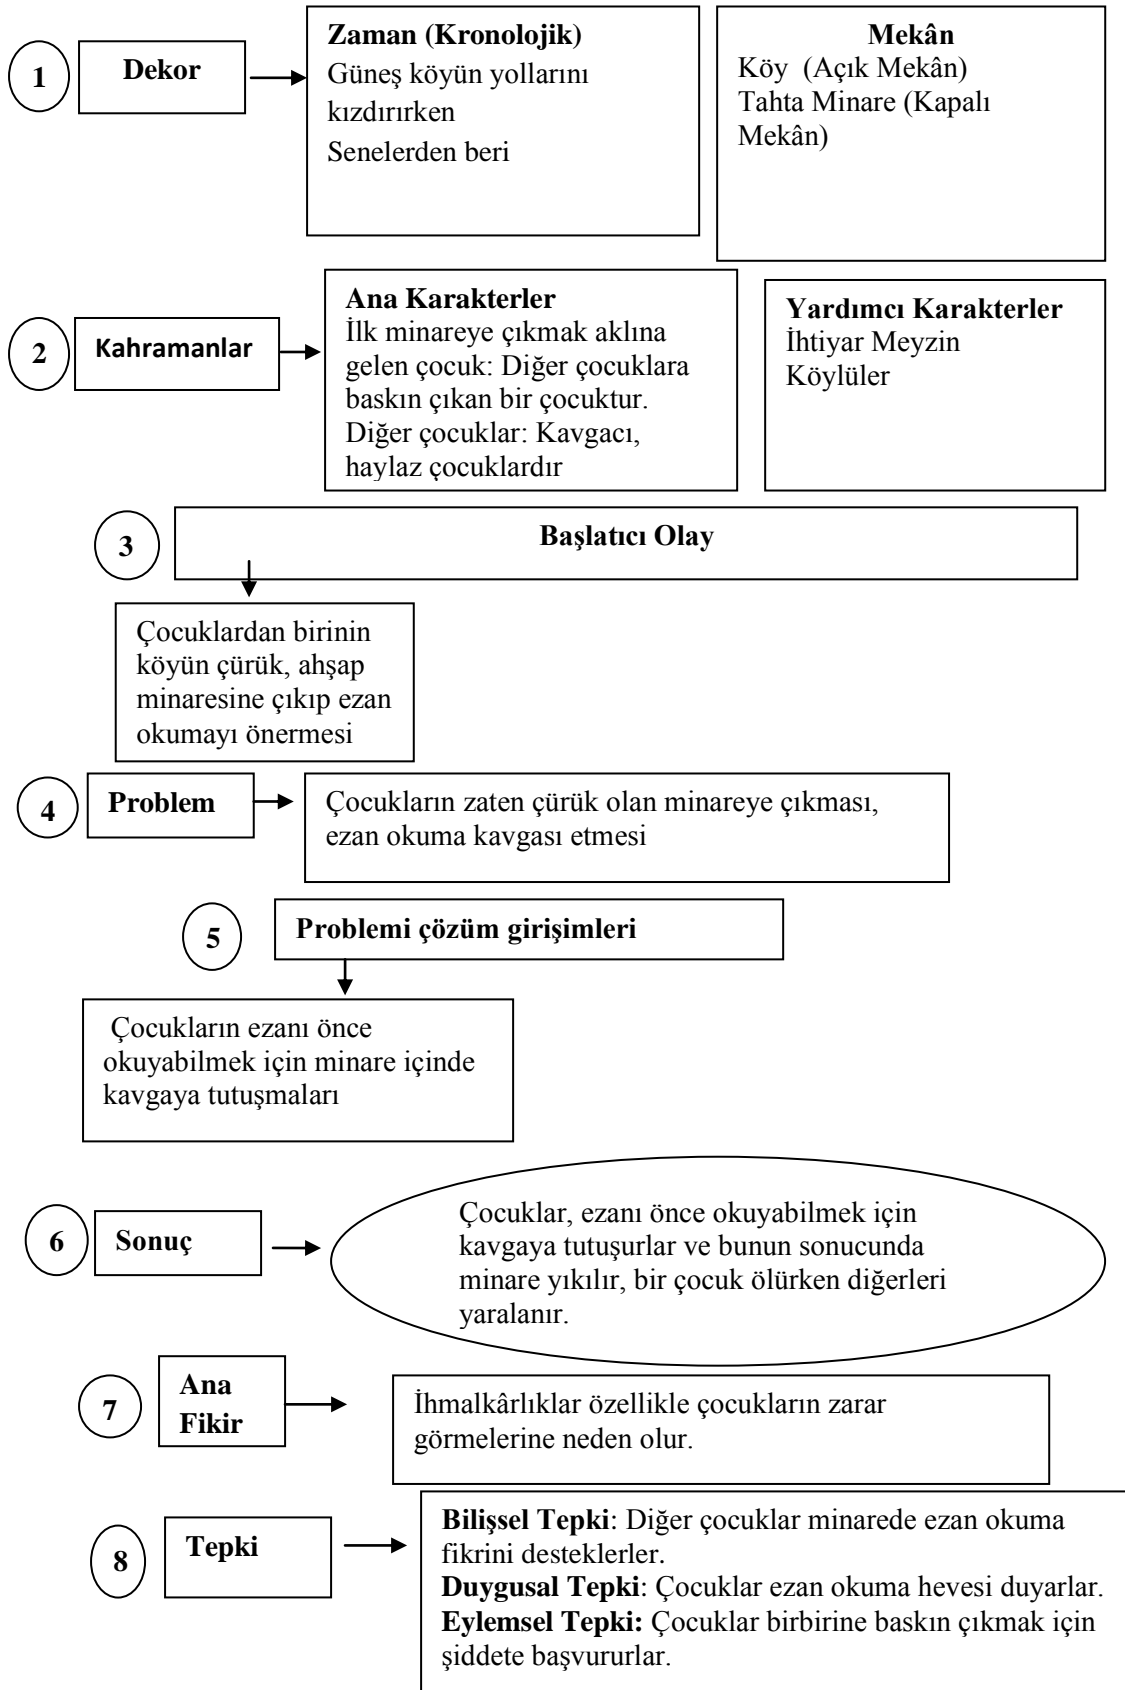 1
Dekor
Zaman (Kronolojik)
Güneş köyün yollarını
kızdırırken
Senelerden beri
Mekân
Köy  (Açık Mekân)
Tahta Minare (Kapalı
Mekân)
2
Kahramanlar
Ana Karakterler
İlk minareye çıkmak aklına
gelen çocuk: Diğer çocuklara
baskın çıkan bir çocuktur.
Diğer çocuklar: Kavgacı,
haylaz çocuklardır
Yardımcı Karakterler
İhtiyar Meyzin
Köylüler
3
Başlatıcı Olay
Çocuklardan birinin
köyün çürük, ahşap
minaresine çıkıp ezan
okumayı önermesi
4
Problem
Çocukların zaten çürük olan minareye çıkması,
ezan okuma kavgası etmesi
5
Problemi çözüm girişimleri
Çocukların ezanı önce
okuyabilmek için minare içinde
kavgaya tutuşmaları
6
Sonuç
Çocuklar, ezanı önce okuyabilmek için
kavgaya tutuşurlar ve bunun sonucunda
minare yıkılır, bir çocuk ölürken diğerleri
yaralanır.
7
Ana
Fikir
İhmalkârlıklar özellikle çocukların zarar
görmelerine neden olur.
8
Tepki
Bilişsel Tepki: Diğer çocuklar minarede ezan okuma
fikrini desteklerler.
Duygusal Tepki: Çocuklar ezan okuma hevesi duyarlar.
Eylemsel Tepki: Çocuklar birbirine baskın çıkmak için
şiddete başvururlar.